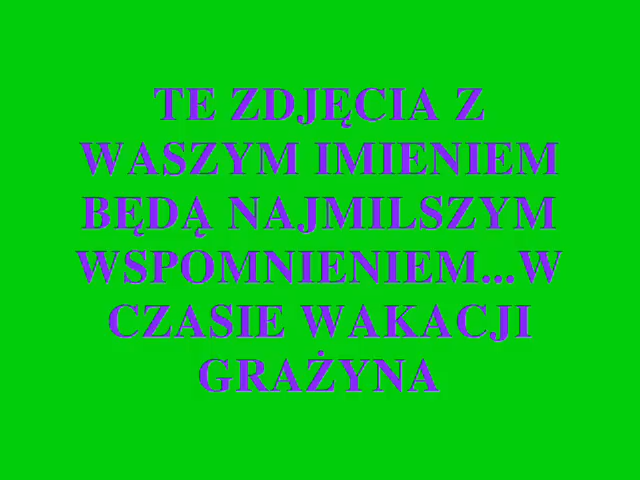 TE ZDJĘCIA Z
WASZYM IMIENIEM
BĘDĄ NAJMILSZYM
WSPOMNIENIEM...W
CZASIE WAKACJI
GRAŻYNA